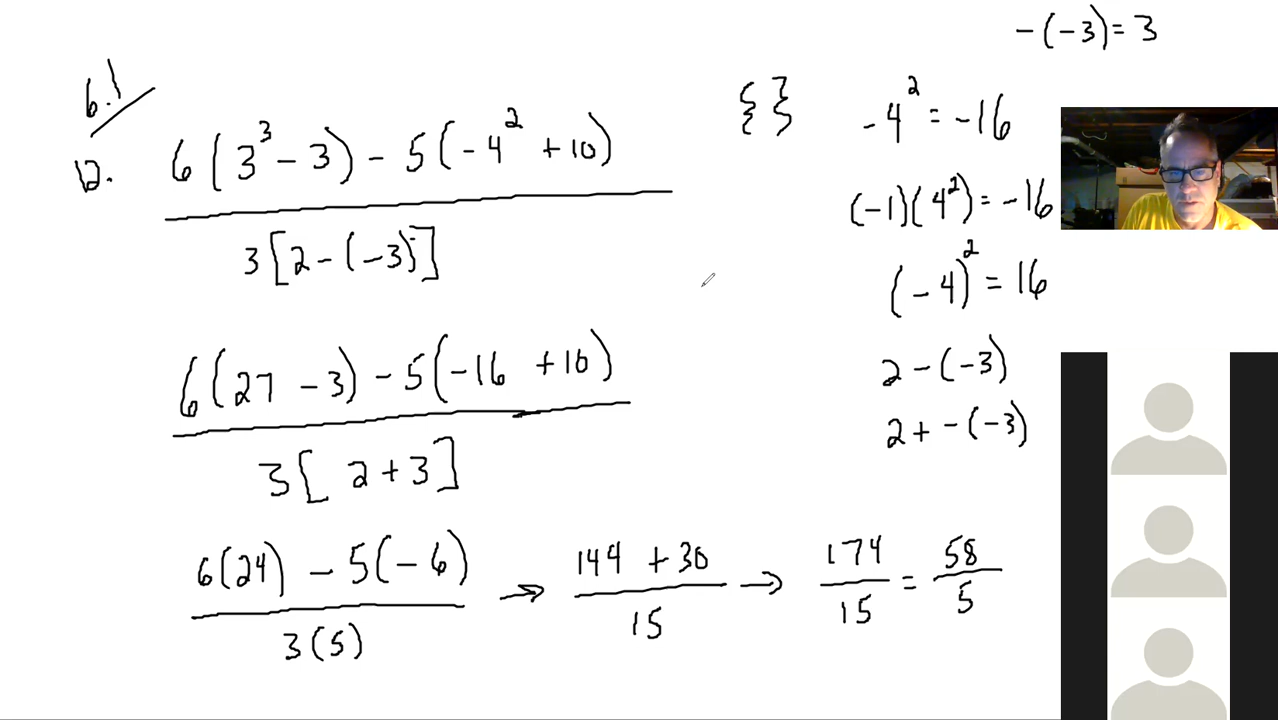 -(-3) = 3
6.1
12.
6(3³ - 3) - 5(-4² + 10)
3[2 - (-3)]
{ }
-4² = -16
(-1)(4²) = -16
(-4)² = 16
2 - (-3)
2 + -(-3)
6(27 - 3) - 5(-16 + 10)
3[2 + 3]
6(24) - 5(-6)
3(5)
→
144 + 30
15
→
174
15
=
58
5